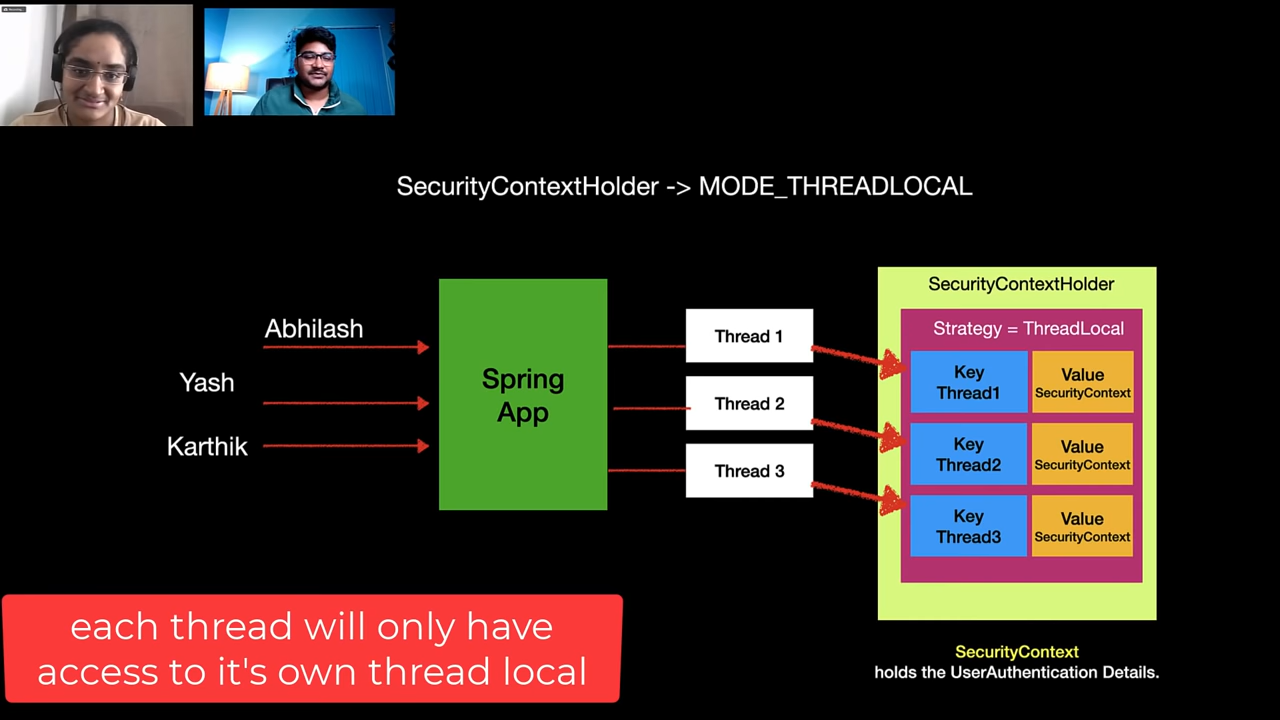 SecurityContextHolder -> MODE_THREADLOCAL
Abhilash
Yash
Karthik
Spring
App
Thread 1
Thread 2
Thread 3
SecurityContextHolder
Strategy = ThreadLocal
Key
Thread1
Value
SecurityContext
Key
Thread2
Value
SecurityContext
Key
Thread3
Value
SecurityContext
SecurityContext
holds the UserAuthentication Details.
each thread will only have
access to it's own thread local